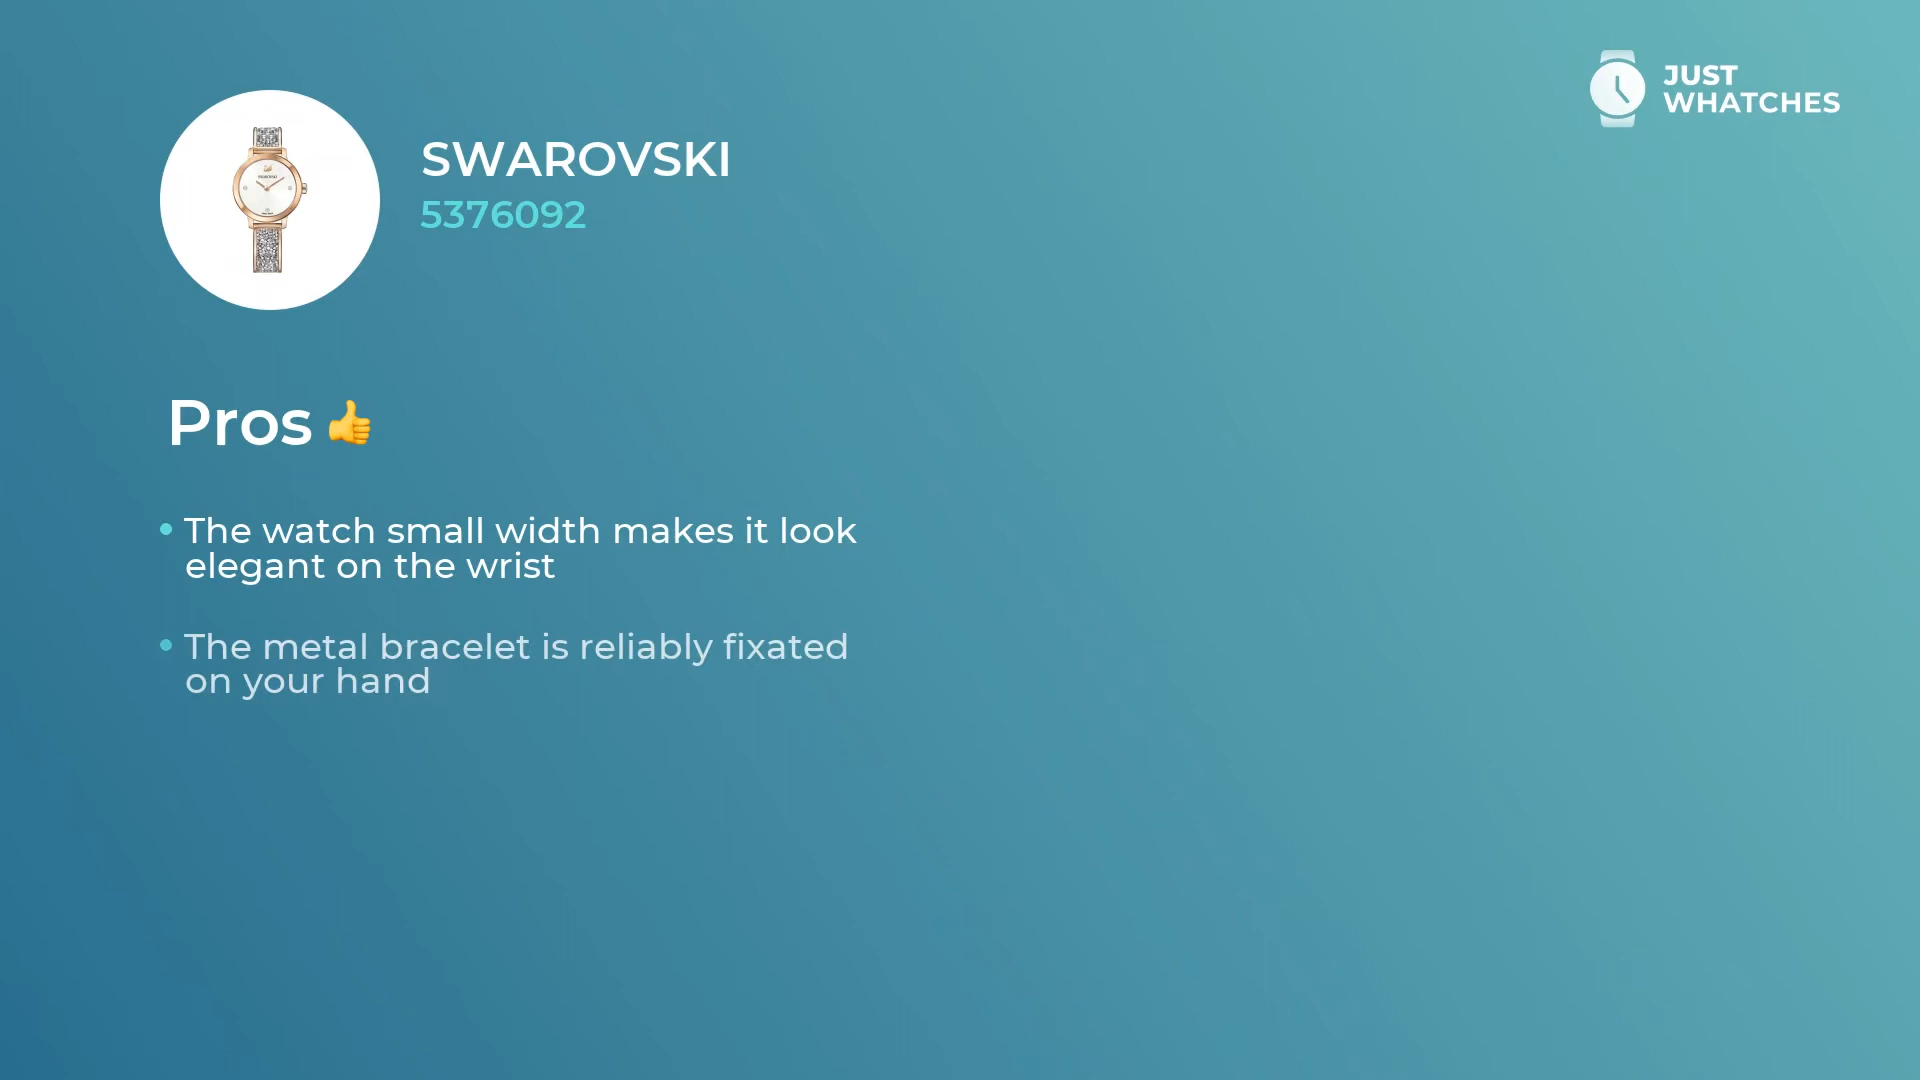 JUST
WHATCHES
SWAROVSKI
5376092
Pros 👍
• The watch small width makes it look
elegant on the wrist
• The metal bracelet is reliably fixated
on your hand